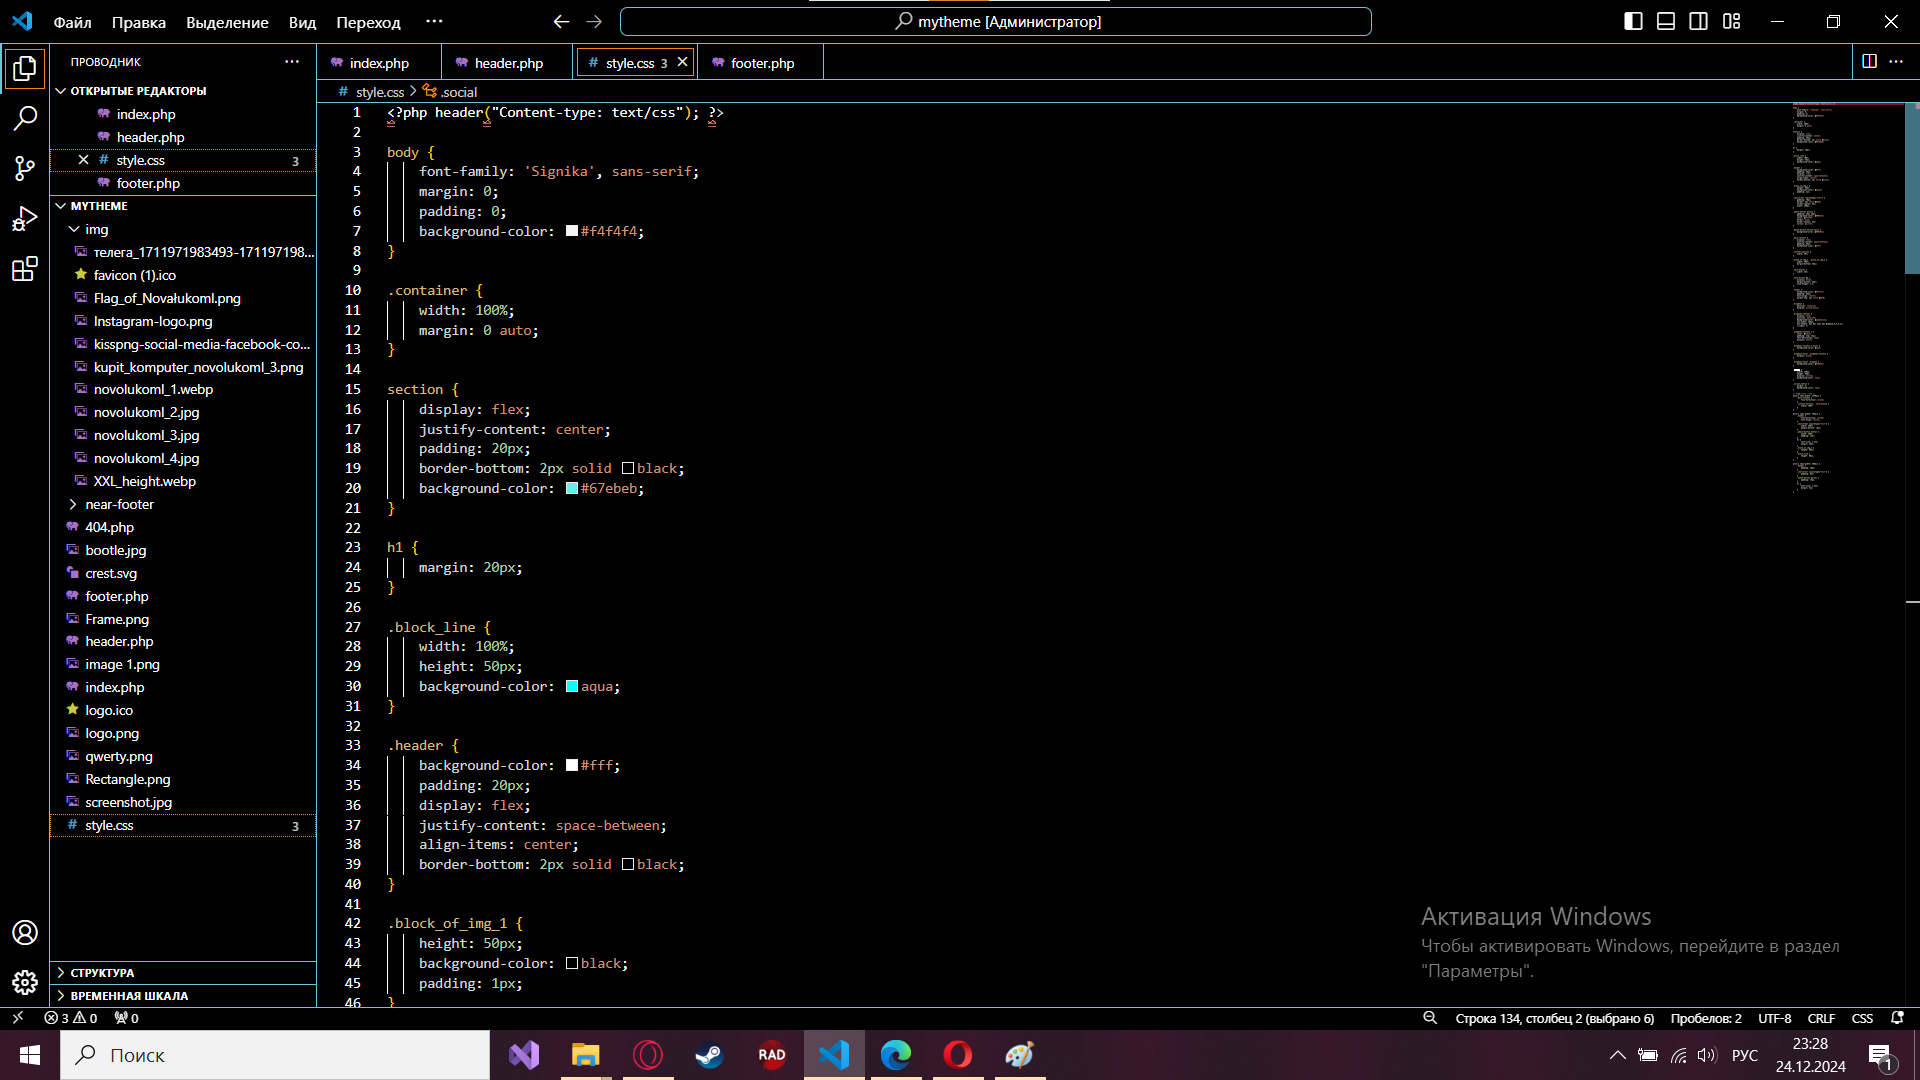 Файл Правка Выделение Вид Переход ··· mytheme [Администратор]
ПРОВОДНИК ···
ОТКРЫТЫЕ РЕДАКТОРЫ
index.php
header.php
style.css 3
footer.php
MYTHEME
img
телега_1711971983493-171197198...
favicon (1).ico
Flag_of_Novałukoml.png
Instagram-logo.png
kisspng-social-media-facebook-co...
kupit_komputer_novolukoml_3.png
novolukoml_1.webp
novolukoml_2.jpg
novolukoml_3.jpg
novolukoml_4.jpg
XXL_height.webp
near-footer
404.php
bootle.jpg
crest.svg
footer.php
Frame.png
header.php
image 1.png
index.php
logo.ico
logo.png
qwerty.png
Rectangle.png
screenshot.jpg
style.css 3
СТРУКТУРА
ВРЕМЕННАЯ ШКАЛА
index.php header.php # style.css 3 footer.php
# style.css > .social
1 <?php header("Content-type: text/css"); ?>
2
3 body {
4 font-family: 'Signika', sans-serif;
5 margin: 0;
6 padding: 0;
7 background-color: #f4f4f4;
8 }
9
10 .container {
11 width: 100%;
12 margin: 0 auto;
13 }
14
15 section {
16 display: flex;
17 justify-content: center;
18 padding: 20px;
19 border-bottom: 2px solid black;
20 background-color: #67ebeb;
21 }
22
23 h1 {
24 margin: 20px;
25 }
26
27 .block_line {
28 width: 100%;
29 height: 50px;
30 background-color: aqua;
31 }
32
33 .header {
34 background-color: #fff;
35 padding: 20px;
36 display: flex;
37 justify-content: space-between;
38 align-items: center;
39 border-bottom: 2px solid black;
40 }
41
42 .block_of_img_1 {
43 height: 50px;
44 background-color: black;
45 padding: 1px;
46 }
Активация Windows
Чтобы активировать Windows, перейдите в раздел
"Параметры".
3 0 0 Строка 134, столбец 2 (выбрано 6) Пробелов: 2 UTF-8 CRLF CSS
Поиск RAD РУС 23:28
24.12.2024 1